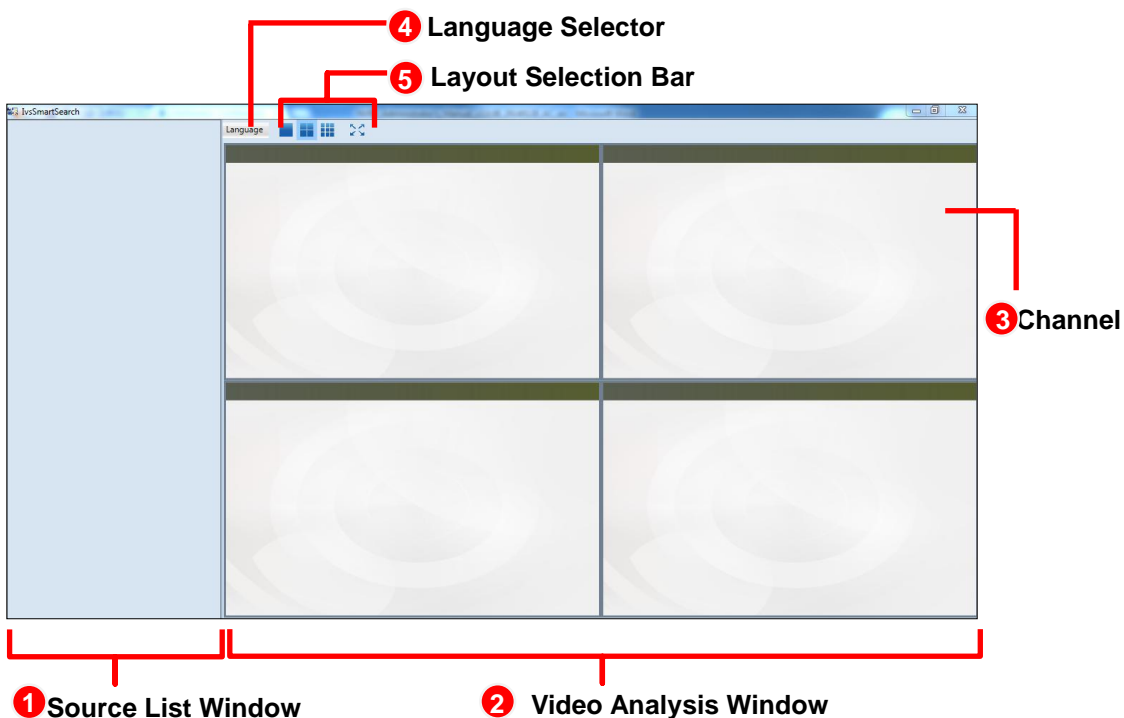 4 Language Selector
5 Layout Selection Bar
IvsSmartSearch
Language
3 Channel
1 Source List Window
2 Video Analysis Window